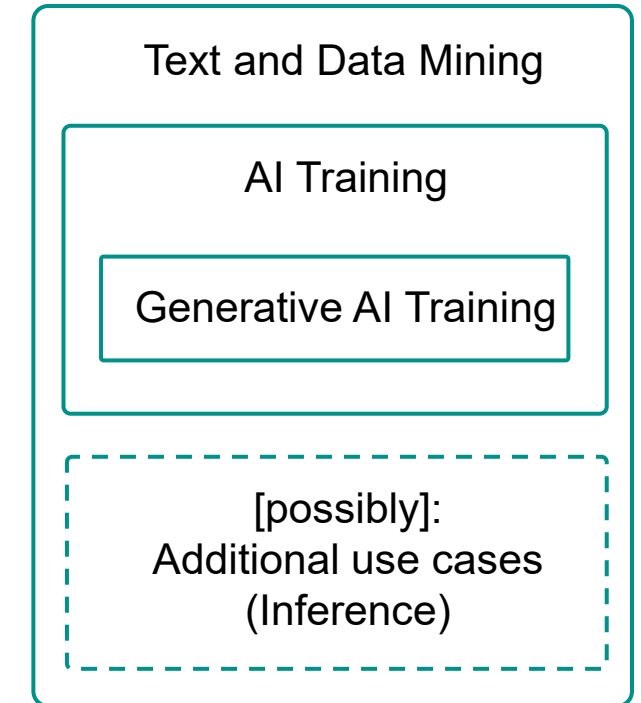 Text and Data Mining
AI Training
Generative AI Training
[possibly]:
Additional use cases
(Inference)